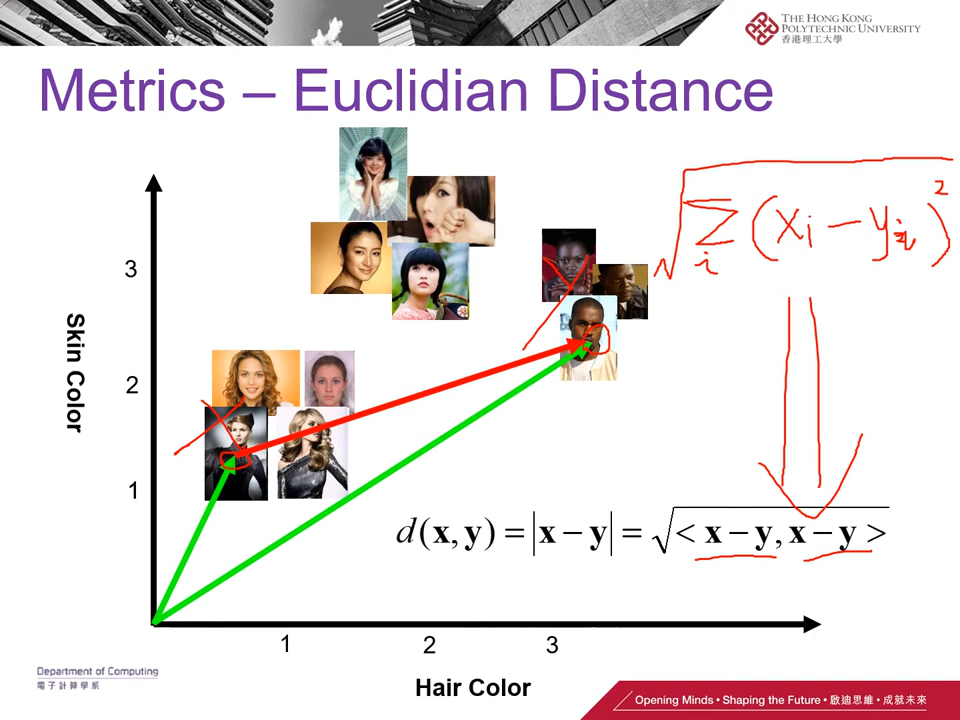 THE HONG KONG
POLYTECHNIC UNIVERSITY
香港理工大學
Metrics – Euclidian Distance
√ Σ i (xi − yi)²
3
2
1
Skin Color
d(x, y) = |x − y| = √< x − y, x − y >
1 2 3
Hair Color
Department of Computing
電子計算學系
Opening Minds • Shaping the Future • 啟迪思維 • 成就未來